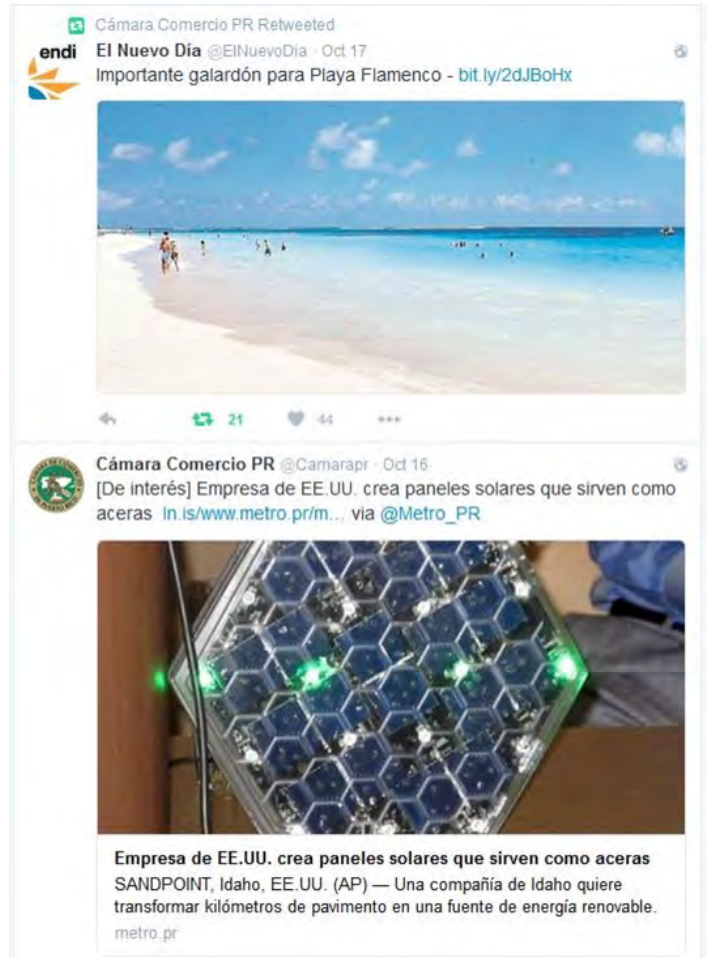 Cámara Comercio PR Retweeted
endi
El Nuevo Día @ElNuevoDia · Oct 17
Importante galardón para Playa Flamenco - bit.ly/2dJBoHx
21 44
Cámara Comercio PR @Camarapr · Oct 16
[De interés] Empresa de EE.UU. crea paneles solares que sirven como
aceras ln.is/www.metro.pr/m... via @Metro_PR
Empresa de EE.UU. crea paneles solares que sirven como aceras
SANDPOINT, Idaho, EE.UU. (AP) — Una compañía de Idaho quiere
transformar kilómetros de pavimento en una fuente de energía renovable.
metro.pr